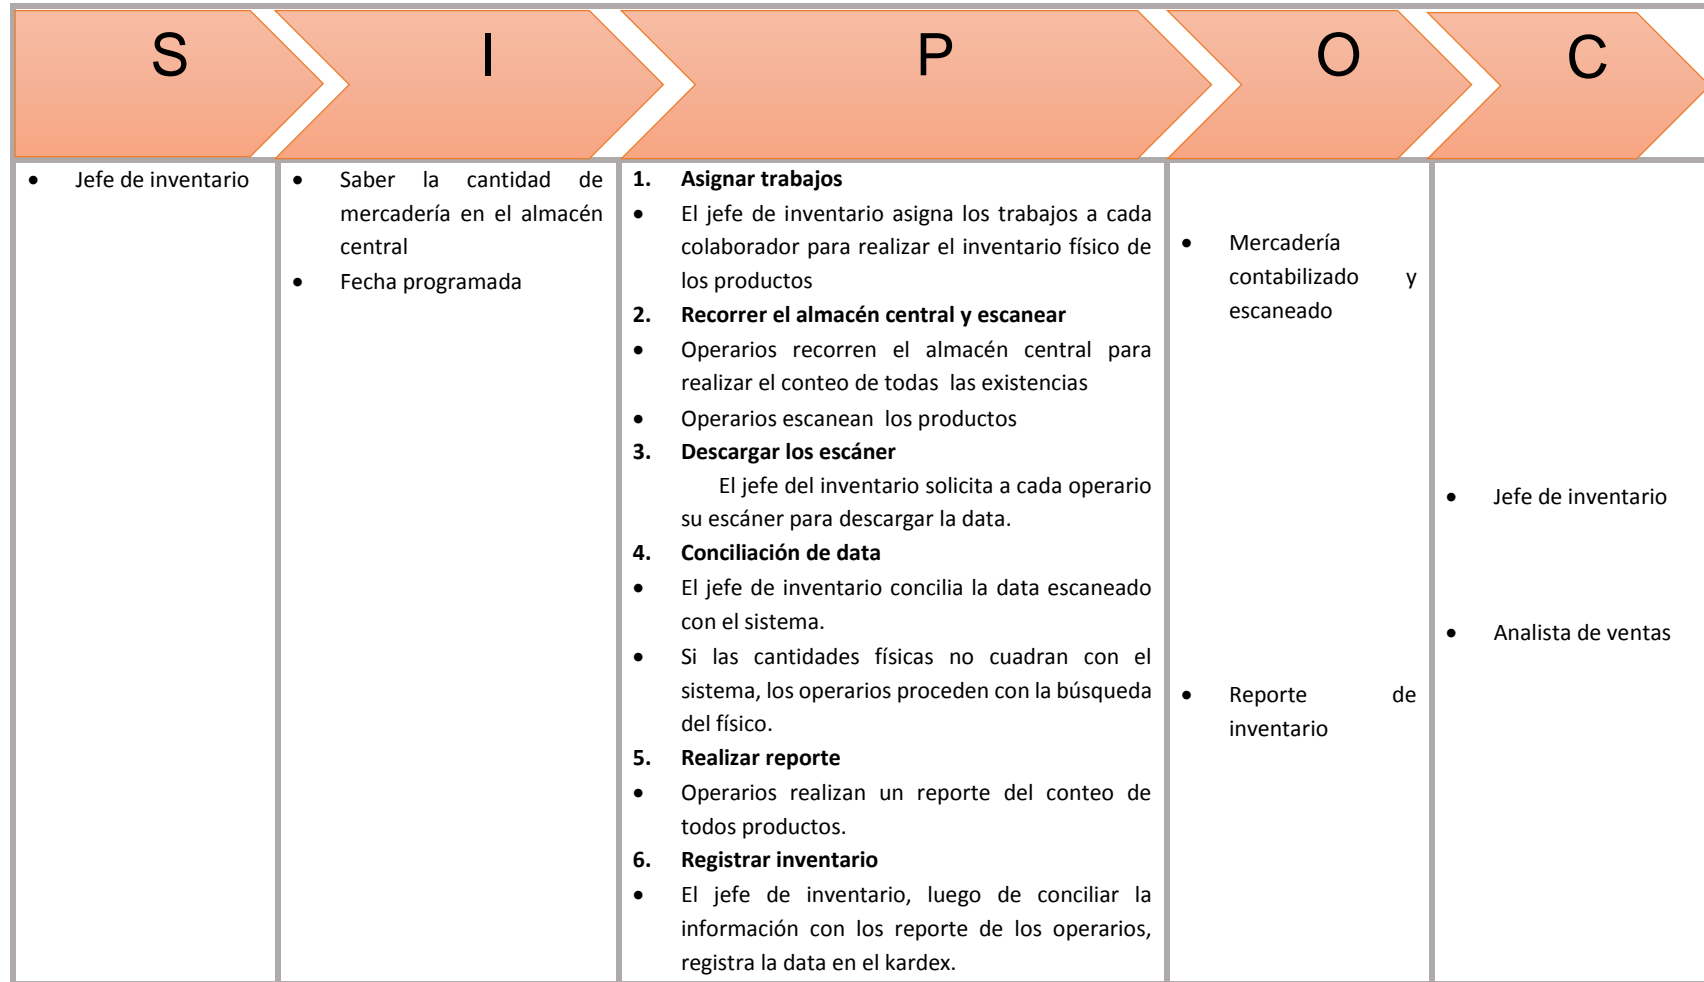 S
I
P
O
C
• Jefe de inventario
• Saber la cantidad de
mercadería en el almacén
central
• Fecha programada
1. Asignar trabajos
• El jefe de inventario asigna los trabajos a cada
colaborador para realizar el inventario físico de
los productos
2. Recorrer el almacén central y escanear
• Operarios recorren el almacén central para
realizar el conteo de todas las existencias
• Operarios escanean los productos
3. Descargar los escáner
El jefe del inventario solicita a cada operario
su escáner para descargar la data.
4. Conciliación de data
• El jefe de inventario concilia la data escaneado
con el sistema.
• Si las cantidades físicas no cuadran con el
sistema, los operarios proceden con la búsqueda
del físico.
5. Realizar reporte
• Operarios realizan un reporte del conteo de
todos productos.
6. Registrar inventario
• El jefe de inventario, luego de conciliar la
información con los reporte de los operarios,
registra la data en el kardex.
• Mercadería
contabilizado y
escaneado
• Reporte de
inventario
• Jefe de inventario
• Analista de ventas